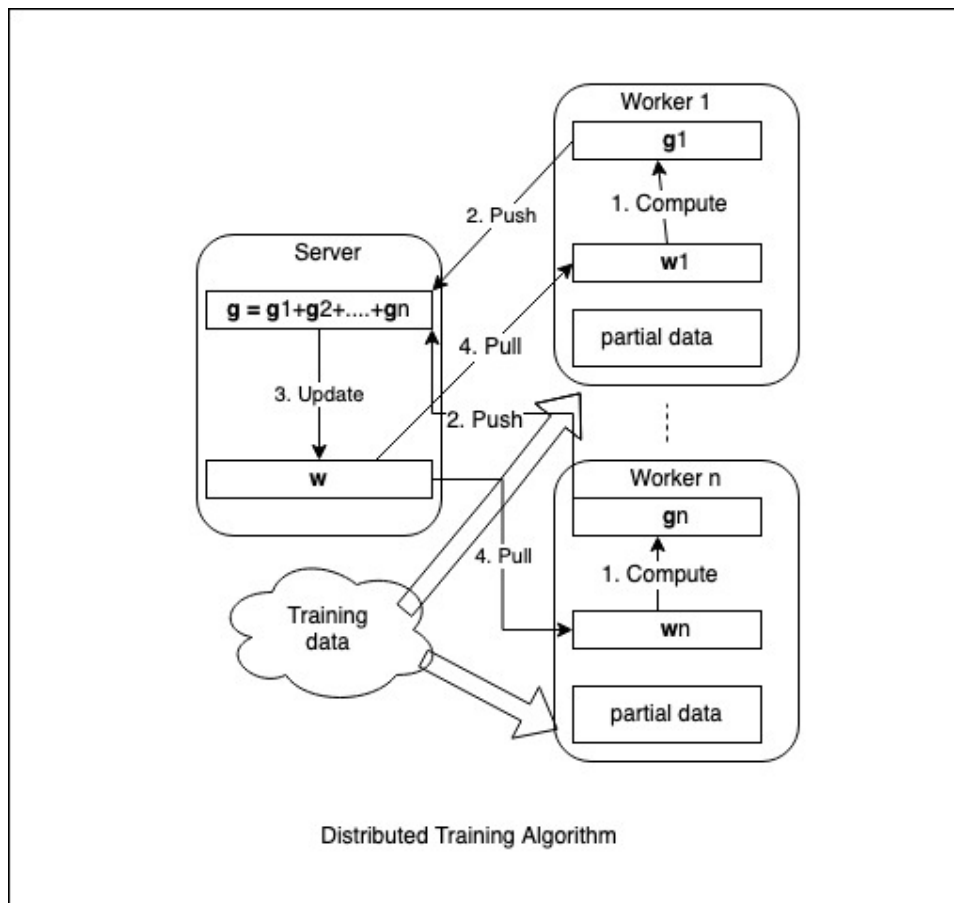 Worker 1
g1
1. Compute
2. Push
w1
Server
g = g1+g2+....+gn
partial data
4. Pull
3. Update
2. Push
w
Worker n
gn
4. Pull
1. Compute
Training
data
wn
partial data
Distributed Training Algorithm